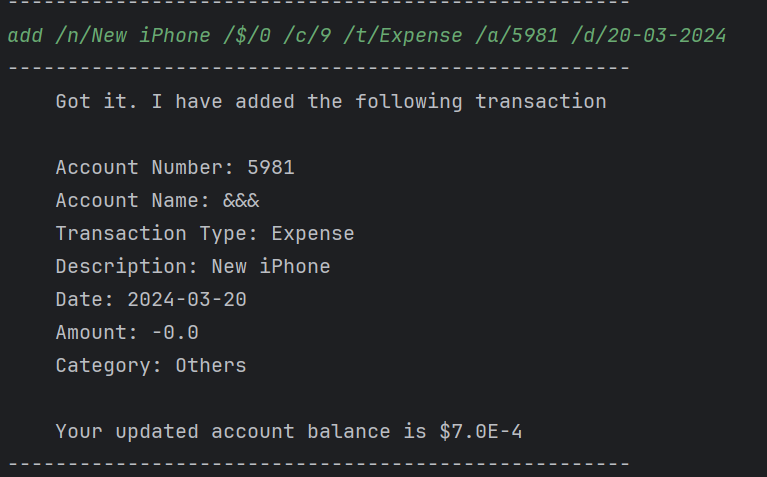 ----------------------------------------------------
add /n/New iPhone /$/0 /c/9 /t/Expense /a/5981 /d/20-03-2024
----------------------------------------------------
Got it. I have added the following transaction
Account Number: 5981
Account Name: &&&
Transaction Type: Expense
Description: New iPhone
Date: 2024-03-20
Amount: -0.0
Category: Others
Your updated account balance is $7.0E-4
----------------------------------------------------